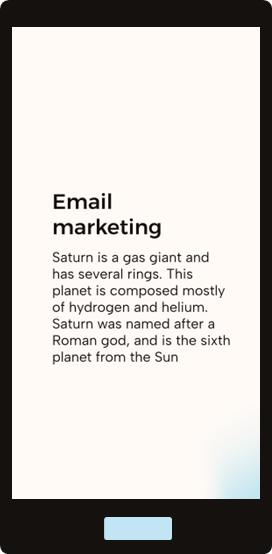 Email
marketing
Saturn is a gas giant and
has several rings. This
planet is composed mostly
of hydrogen and helium.
Saturn was named after a
Roman god, and is the sixth
planet from the Sun